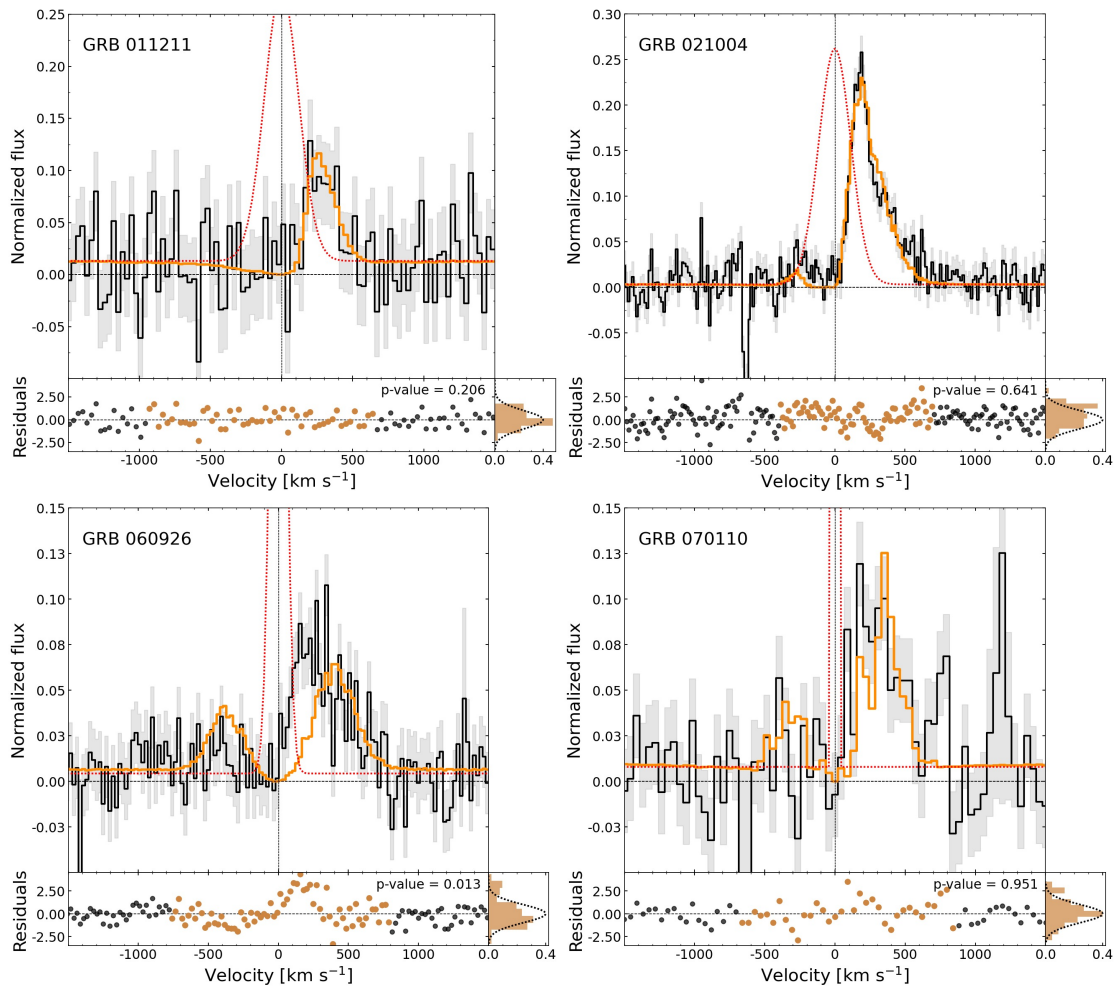 GRB 011211
Normalized flux
0.25
0.20
0.15
0.10
0.05
0.00
-0.05
Residuals
2.50
0.00
-2.50
p-value = 0.206
-1000 -500 0 500 1000 0.0 0.4
Velocity [km s⁻¹]
GRB 021004
Normalized flux
0.30
0.25
0.20
0.15
0.10
0.05
0.00
-0.05
Residuals
2.50
0.00
-2.50
p-value = 0.641
-1000 -500 0 500 1000 0.0 0.4
Velocity [km s⁻¹]
GRB 060926
Normalized flux
0.15
0.13
0.10
0.08
0.05
0.03
0.00
-0.03
Residuals
2.50
0.00
-2.50
p-value = 0.013
-1000 -500 0 500 1000 0.0 0.4
Velocity [km s⁻¹]
GRB 070110
Normalized flux
0.15
0.13
0.10
0.08
0.05
0.03
0.00
-0.03
Residuals
2.50
0.00
-2.50
p-value = 0.951
-1000 -500 0 500 1000 0.0 0.4
Velocity [km s⁻¹]